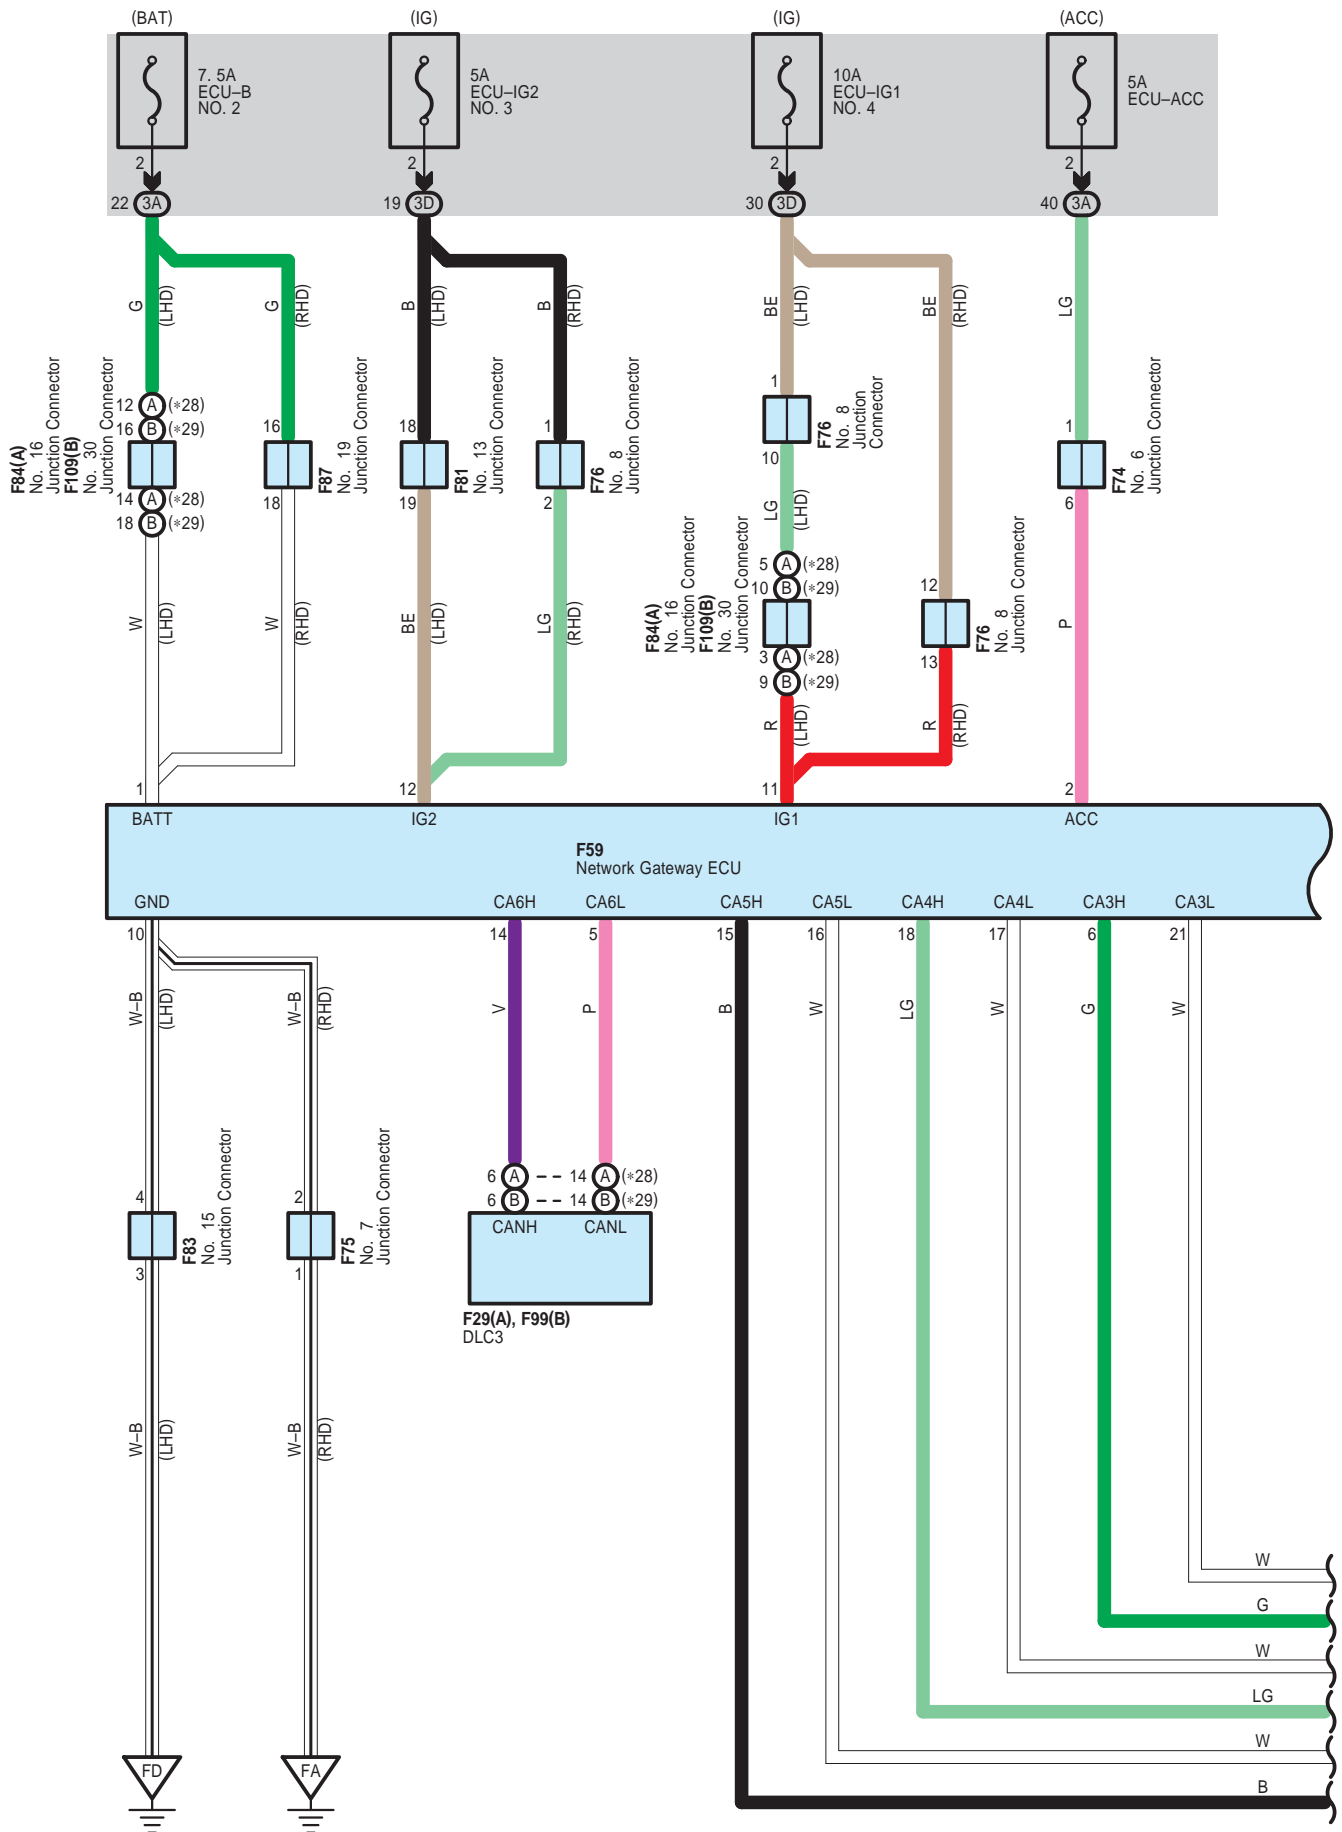 (BAT)
(IG)
(IG)
(ACC)
7. 5A
ECU–B
NO. 2
5A
ECU–IG2
NO. 3
10A
ECU–IG1
NO. 4
5A
ECU–ACC
2
2
2
2
22 3A
19 3D
30 3D
40 3A
G
(LHD)
G
(RHD)
B
(LHD)
B
(RHD)
BE
(LHD)
BE
(RHD)
LG
F84(A)
No. 16
Junction Connector
F109(B)
No. 30
Junction Connector
12 A (*28)
16 B (*29)
14 A (*28)
18 B (*29)
16
18
F87
No. 19
Junction Connector
18
19
F81
No. 13
Junction Connector
1
2
F76
No. 8
Junction Connector
1
10
F76
No. 8
Junction
Connector
1
6
F74
No. 6
Junction Connector
LG
(LHD)
F84(A)
No. 16
Junction Connector
F109(B)
No. 30
Junction Connector
5 A (*28)
10 B (*29)
3 A (*28)
9 B (*29)
12
13
F76
No. 8
Junction Connector
W
(LHD)
W
(RHD)
BE
(LHD)
LG
(RHD)
P
R
(LHD)
R
(RHD)
1
12
11
2
BATT
IG2
IG1
ACC
F59
Network Gateway ECU
GND
CA6H
CA6L
CA5H
CA5L
CA4H
CA4L
CA3H
CA3L
10
14
5
15
16
18
17
6
21
W–B
(LHD)
W–B
(RHD)
V
P
B
W
LG
W
G
W
4
3
F83
No. 15
Junction Connector
2
1
F75
No. 7
Junction Connector
6 A – – 14 A (*28)
6 B – – 14 B (*29)
CANH
CANL
F29(A), F99(B)
DLC3
W–B
(LHD)
W–B
(RHD)
W
G
W
LG
W
B
FD
FA